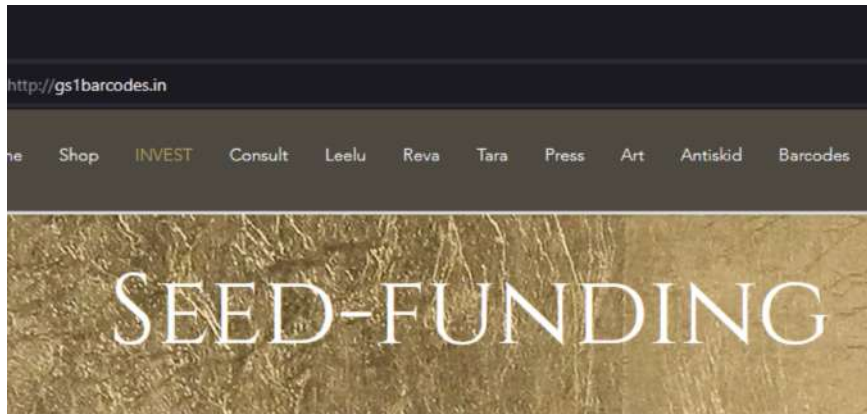 http://gs1barcodes.in
Shop INVEST Consult Leelu Reva Tara Press Art Antiskid Barcodes
SEED-FUNDING